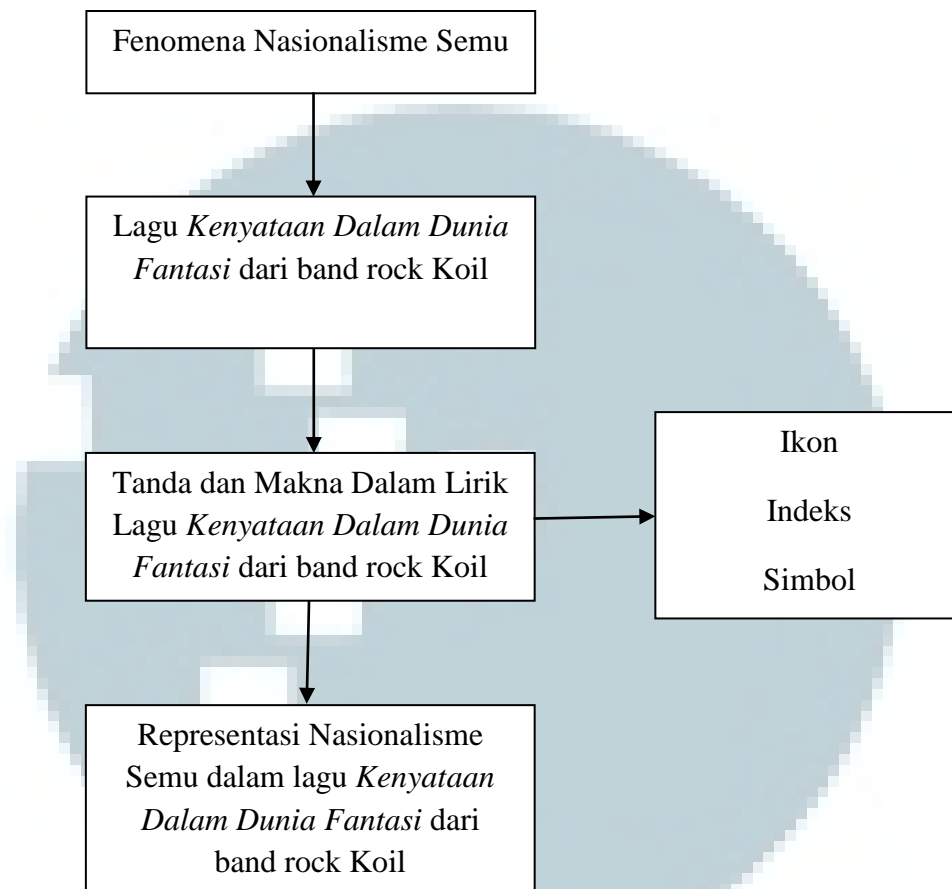 Fenomena Nasionalisme Semu
Lagu Kenyataan Dalam Dunia
Fantasi dari band rock Koil
Tanda dan Makna Dalam Lirik
Lagu Kenyataan Dalam Dunia
Fantasi dari band rock Koil
Ikon
Indeks
Simbol
Representasi Nasionalisme
Semu dalam lagu Kenyataan
Dalam Dunia Fantasi dari
band rock Koil